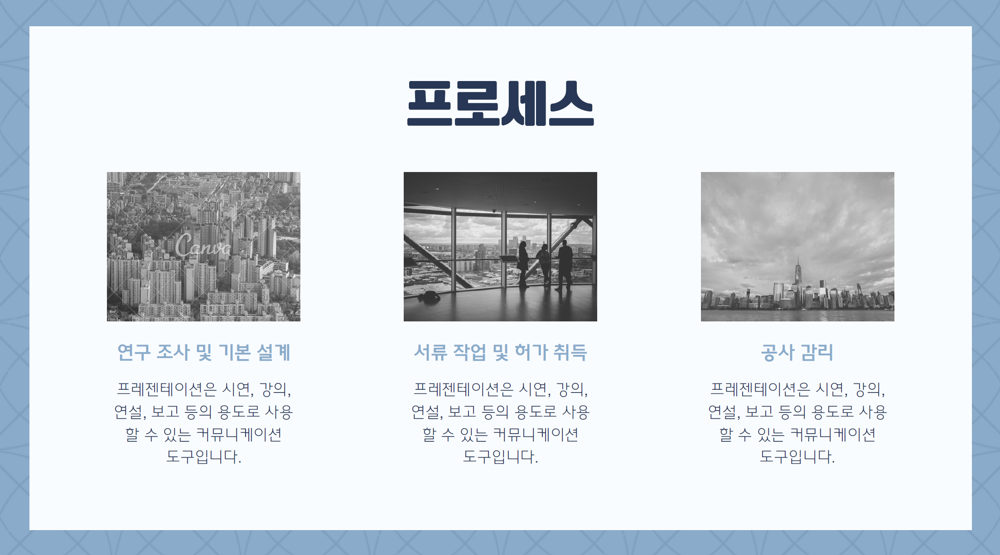 프로세스
Canva
연구 조사 및 기본 설계
프레젠테이션은 시연, 강의,
연설, 보고 등의 용도로 사용
할 수 있는 커뮤니케이션
도구입니다.
서류 작업 및 허가 취득
프레젠테이션은 시연, 강의,
연설, 보고 등의 용도로 사용
할 수 있는 커뮤니케이션
도구입니다.
공사 감리
프레젠테이션은 시연, 강의,
연설, 보고 등의 용도로 사용
할 수 있는 커뮤니케이션
도구입니다.